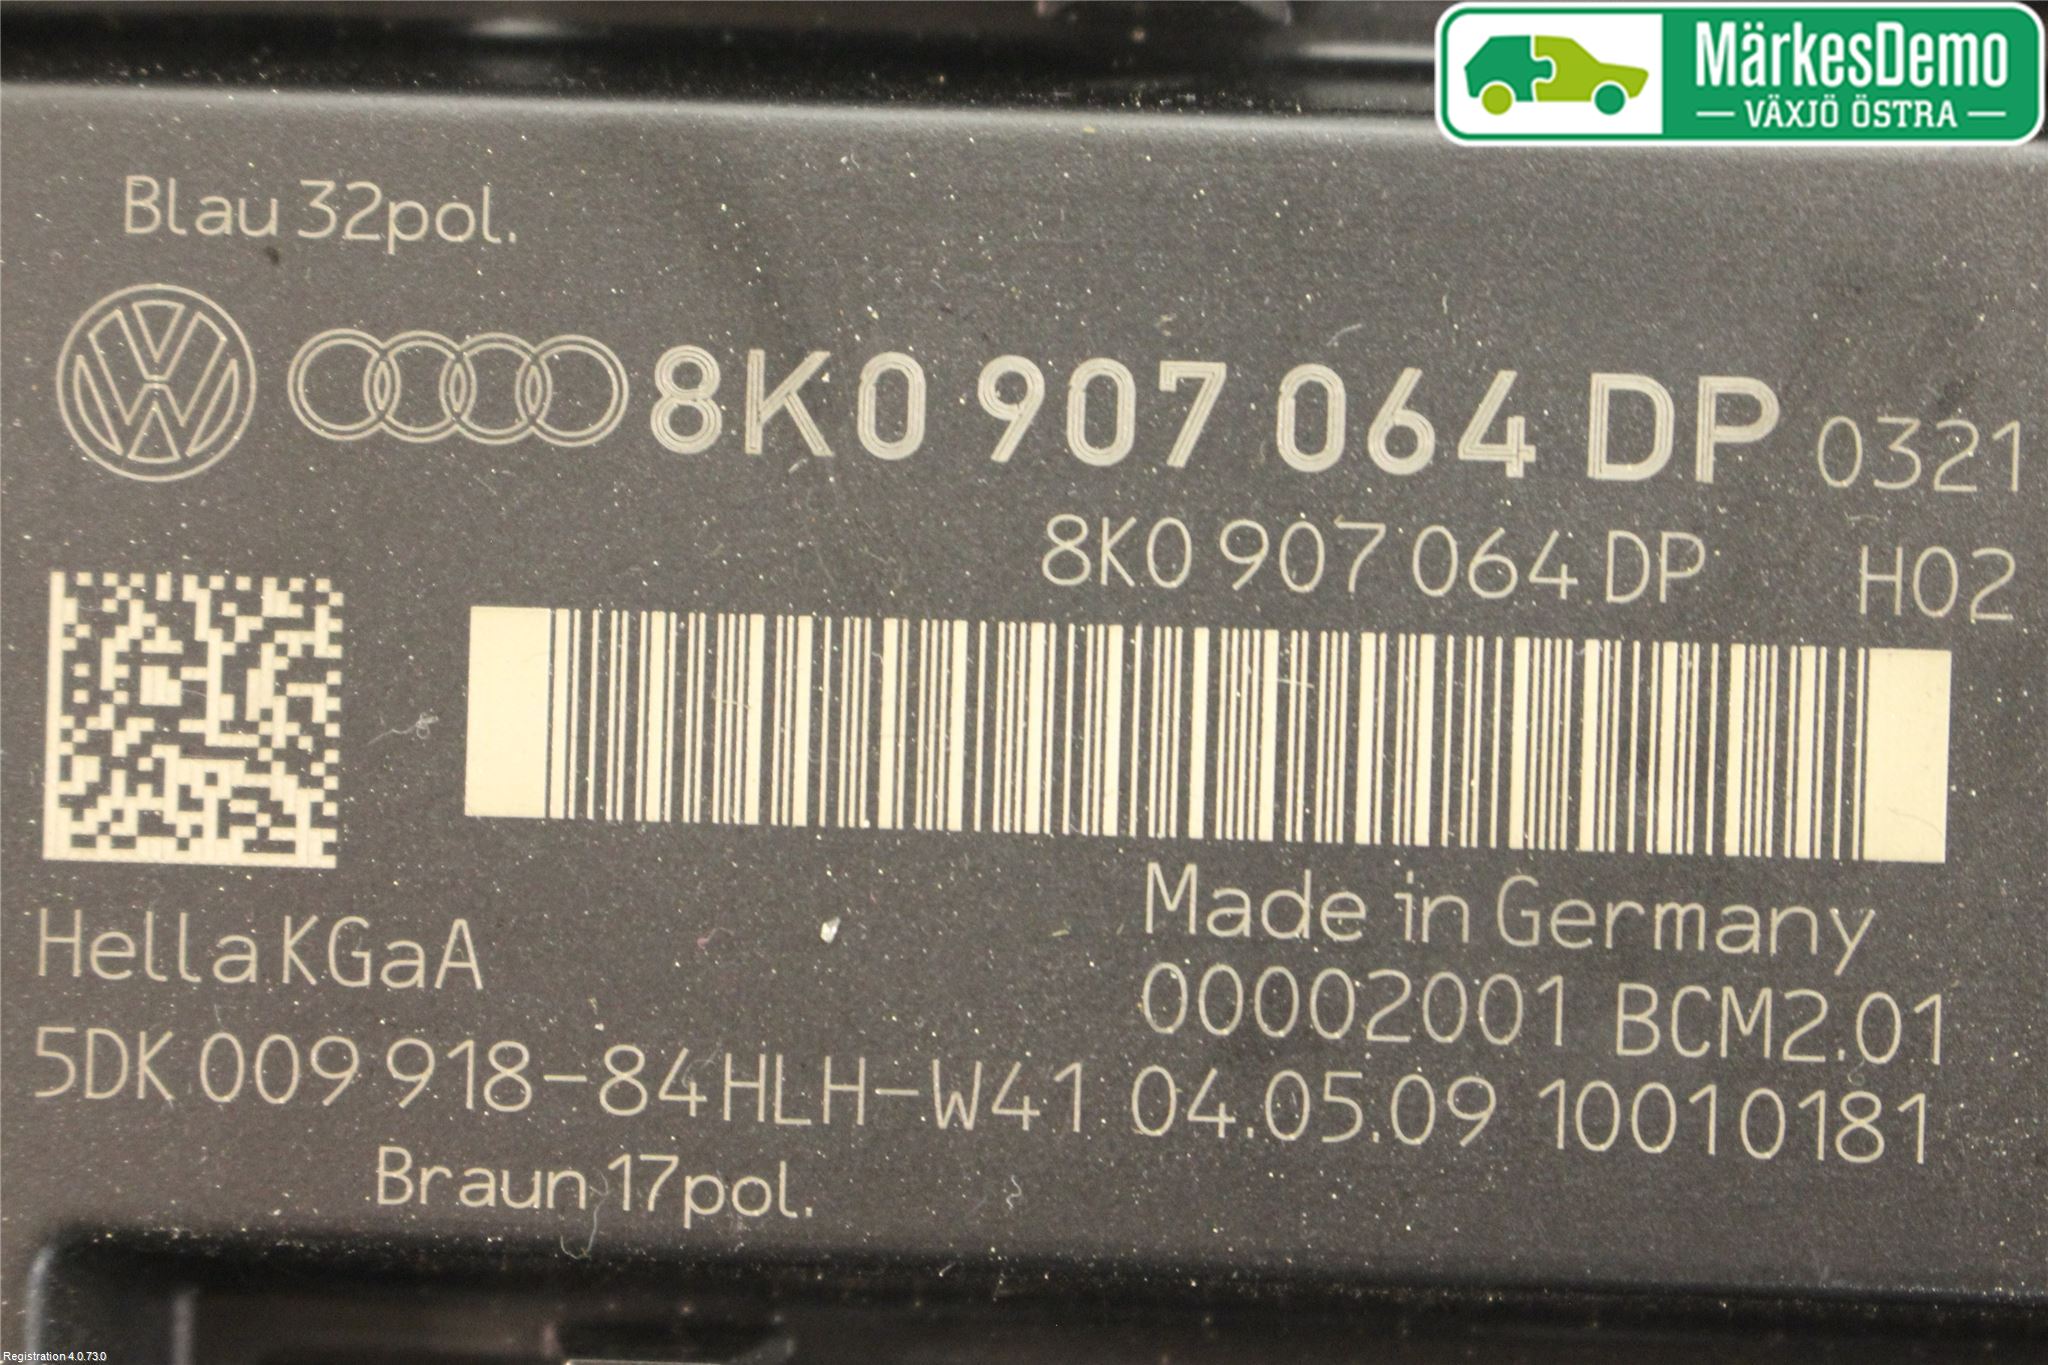 MärkesDemo
VÄXJÖ ÖSTRA
Blau 32pol.
8K0 907 064 DP 0321
8K0 907 064 DP H02
Hella KGaA
Made in Germany
00002001 BCM2.01
5DK 009 918-84 HLH-W41 04.05.09 10010181
Braun 17pol.
Registration 4.0.73.0